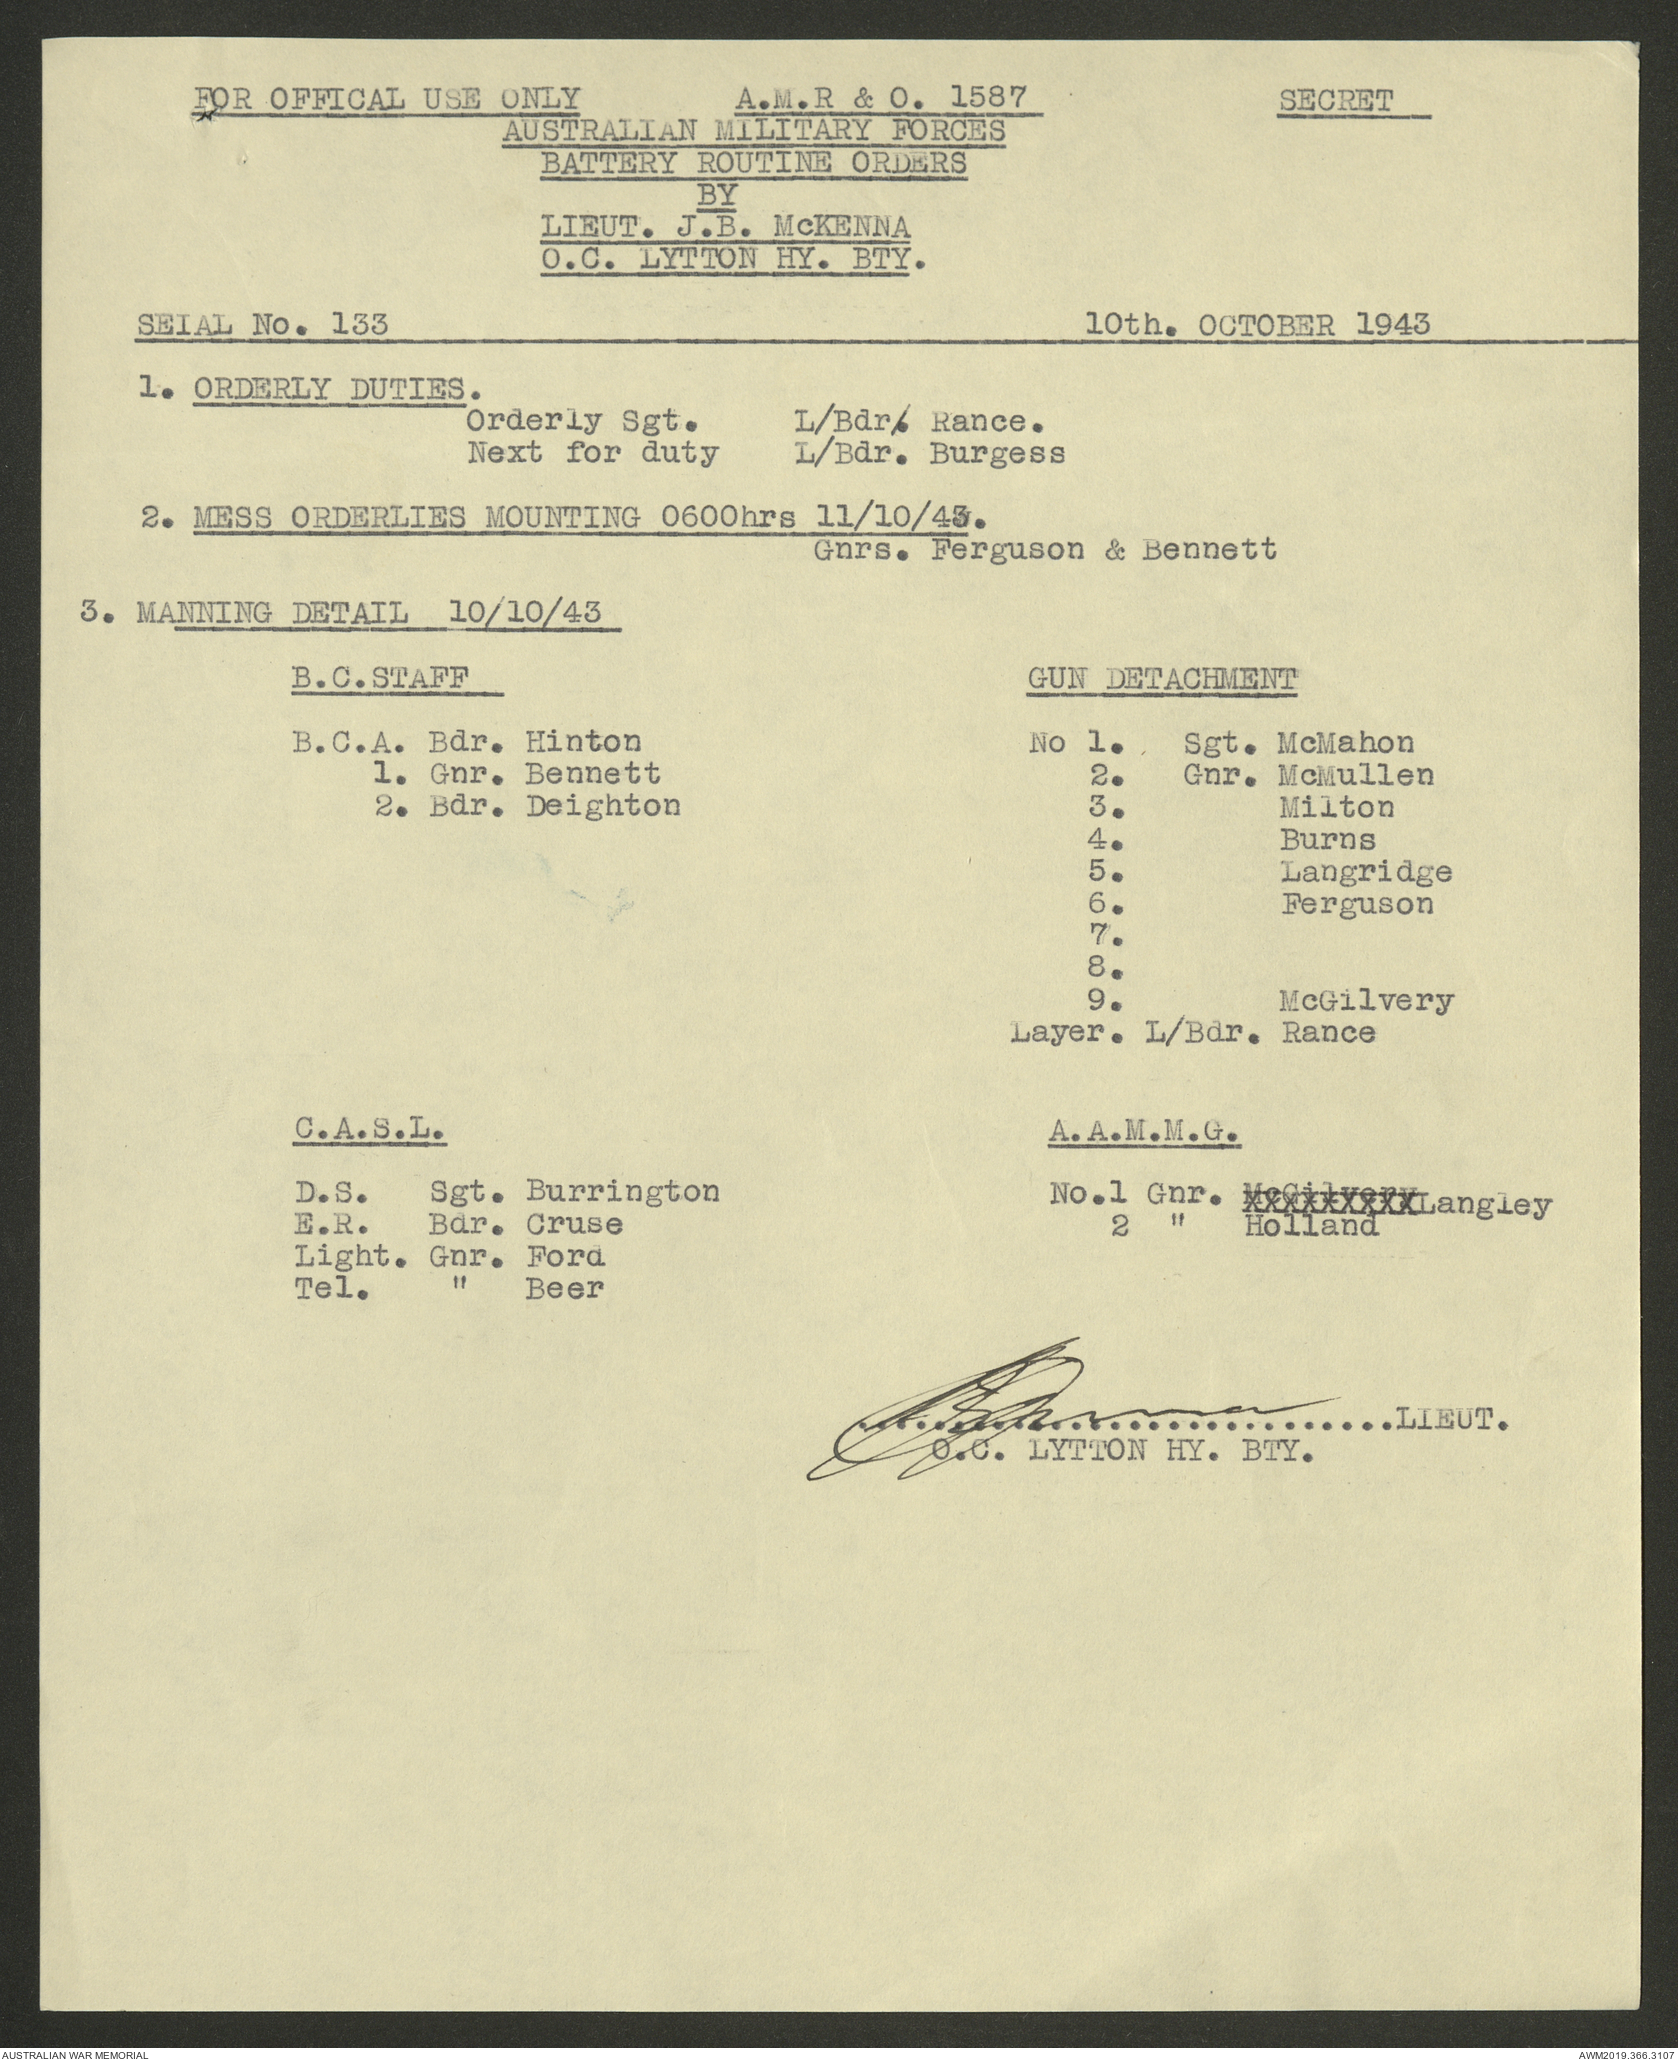 FOR OFFICAL USE ONLY A.M.R & O. 1587 SECRET
AUSTRALIAN MILITARY FORCES
BATTERY ROUTINE ORDERS
BY
LIEUT. J.B. McKENNA
O.C. LYTTON HY. BTY.
SEIAL No. 133 10th. OCTOBER 1943
1. ORDERLY DUTIES.
Orderly Sgt. L/Bdr. Rance.
Next for duty L/Bdr. Burgess
2. MESS ORDERLIES MOUNTING 0600hrs 11/10/43.
Gnrs. Ferguson & Bennett
3. MANNING DETAIL 10/10/43
B.C.STAFF
B.C.A. Bdr. Hinton
1. Gnr. Bennett
2. Bdr. Deighton
GUN DETACHMENT
No 1. Sgt. McMahon
2. Gnr. McMullen
3. Milton
4. Burns
5. Langridge
6. Ferguson
7.
8.
9. McGilvery
Layer. L/Bdr. Rance
C.A.S.L.
D.S. Sgt. Burrington
E.R. Bdr. Cruse
Light. Gnr. Ford
Tel. " Beer
A.A.M.M.G.
No.1 Gnr. McGilvery Langley
2 " Holland
..............................LIEUT.
O.C. LYTTON HY. BTY.
AUSTRALIAN WAR MEMORIAL AWM2019.366.3107